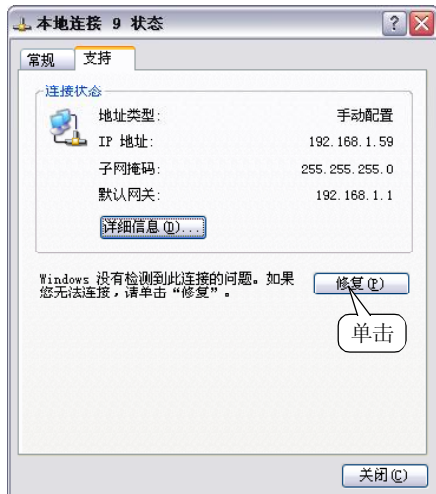 本地连接 9 状态
常规 支持
连接状态
地址类型: 手动配置
IP 地址: 192.168.1.59
子网掩码: 255.255.255.0
默认网关: 192.168.1.1
详细信息(D)...
Windows 没有检测到此连接的问题。如果
您无法连接，请单击“修复”。
修复(P)
单击
关闭(C)